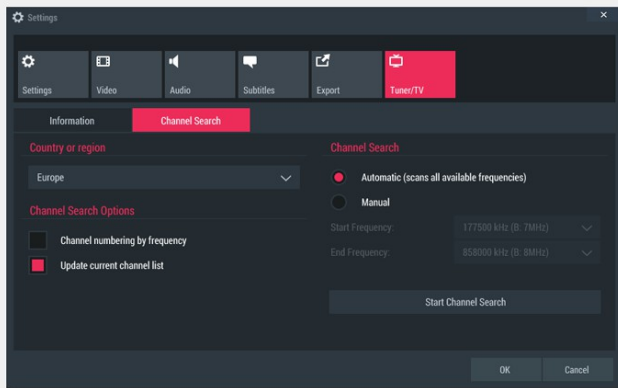 Settings
Settings
Video
Audio
Subtitles
Export
Tuner/TV
Information
Channel Search
Country or region
Europe
Channel Search Options
Channel numbering by frequency
Update current channel list
Channel Search
Automatic (scans all available frequencies)
Manual
Start Frequency: 177500 kHz (B: 7MHz)
End Frequency: 858000 kHz (B: 8MHz)
Start Channel Search
OK
Cancel